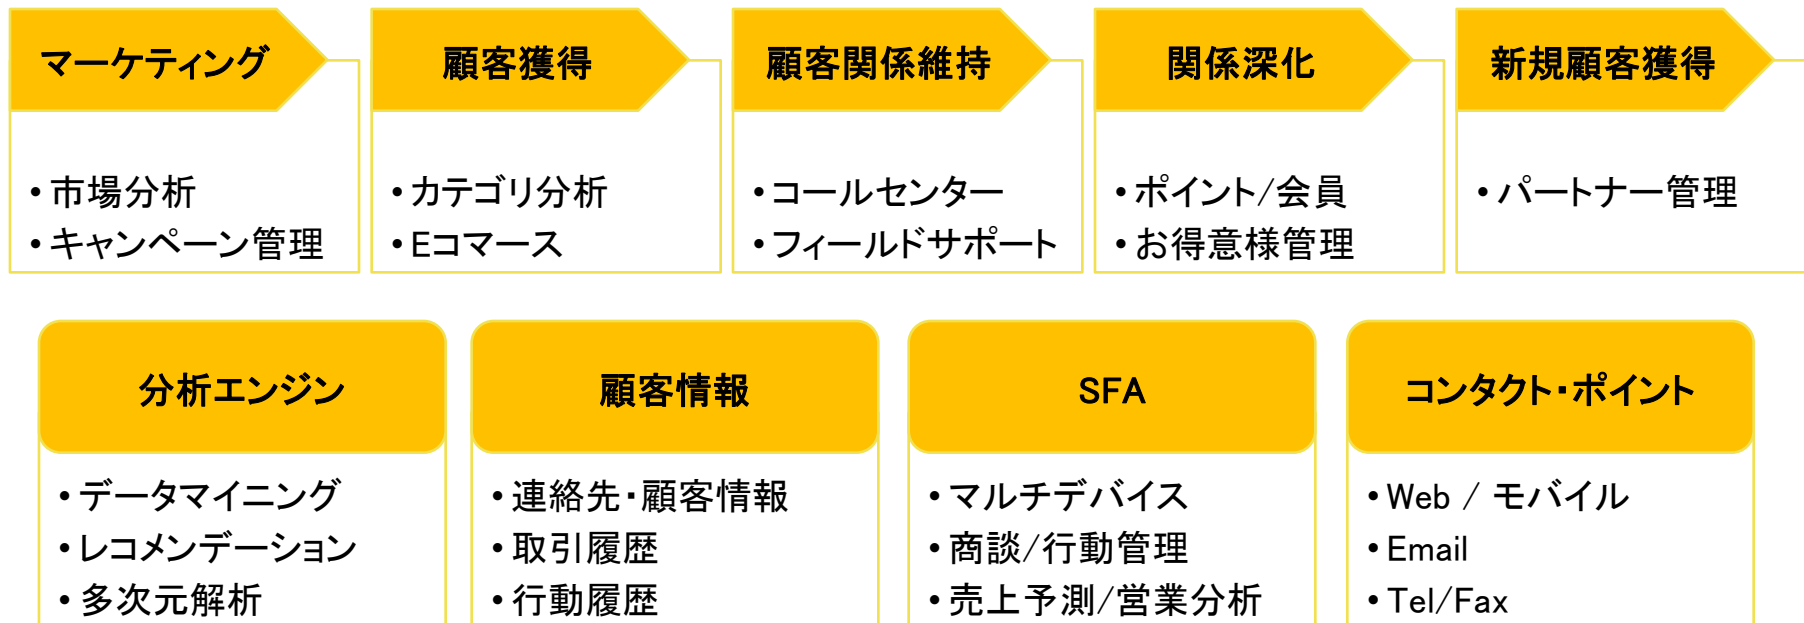 マーケティング
顧客獲得
顧客関係維持
関係深化
新規顧客獲得
•市場分析
•キャンペーン管理
•カテゴリ分析
•Eコマース
•コールセンター
•フィールドサポート
•ポイント/会員
•お得意様管理
•パートナー管理
分析エンジン
顧客情報
SFA
コンタクト・ポイント
•データマイニング
•レコメンデーション
•多次元解析
•連絡先・顧客情報
•取引履歴
•行動履歴
•マルチデバイス
•商談/行動管理
•売上予測/営業分析
•Web / モバイル
•Email
•Tel/Fax